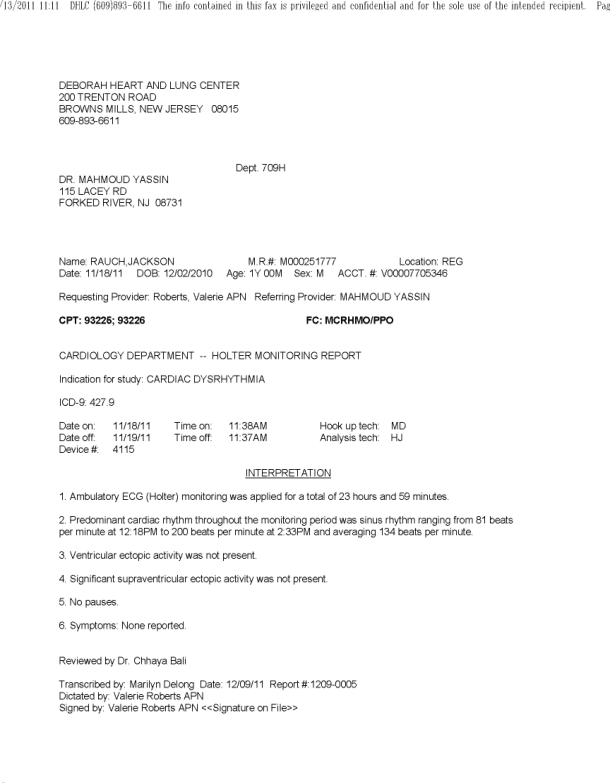 /13/2011 11:11 DHLC (609)893-6611 The info contained in this fax is privileged and confidential and for the sole use of the intended recipient. Pag
DEBORAH HEART AND LUNG CENTER
200 TRENTON ROAD
BROWNS MILLS, NEW JERSEY 08015
609-893-6611
Dept. 709H
DR. MAHMOUD YASSIN
115 LACEY RD
FORKED RIVER, NJ 08731
Name: RAUCH,JACKSON M.R.#: M000251777 Location: REG
Date: 11/18/11 DOB: 12/02/2010 Age: 1Y 00M Sex: M ACCT. #: V00007705346
Requesting Provider: Roberts, Valerie APN Referring Provider: MAHMOUD YASSIN
CPT: 93225; 93226 FC: MCRHMO/PPO
CARDIOLOGY DEPARTMENT -- HOLTER MONITORING REPORT
Indication for study: CARDIAC DYSRHYTHMIA
ICD-9: 427.9
Date on: 11/18/11 Time on: 11:38AM Hook up tech: MD
Date off: 11/19/11 Time off: 11:37AM Analysis tech: HJ
Device #: 4115
INTERPRETATION
1. Ambulatory ECG (Holter) monitoring was applied for a total of 23 hours and 59 minutes.
2. Predominant cardiac rhythm throughout the monitoring period was sinus rhythm ranging from 81 beats
per minute at 12:18PM to 200 beats per minute at 2:33PM and averaging 134 beats per minute.
3. Ventricular ectopic activity was not present.
4. Significant supraventricular ectopic activity was not present.
5. No pauses.
6. Symptoms: None reported.
Reviewed by Dr. Chhaya Bali
Transcribed by: Marilyn Delong Date: 12/09/11 Report #:1209-0005
Dictated by: Valerie Roberts APN
Signed by: Valerie Roberts APN <<Signature on File>>